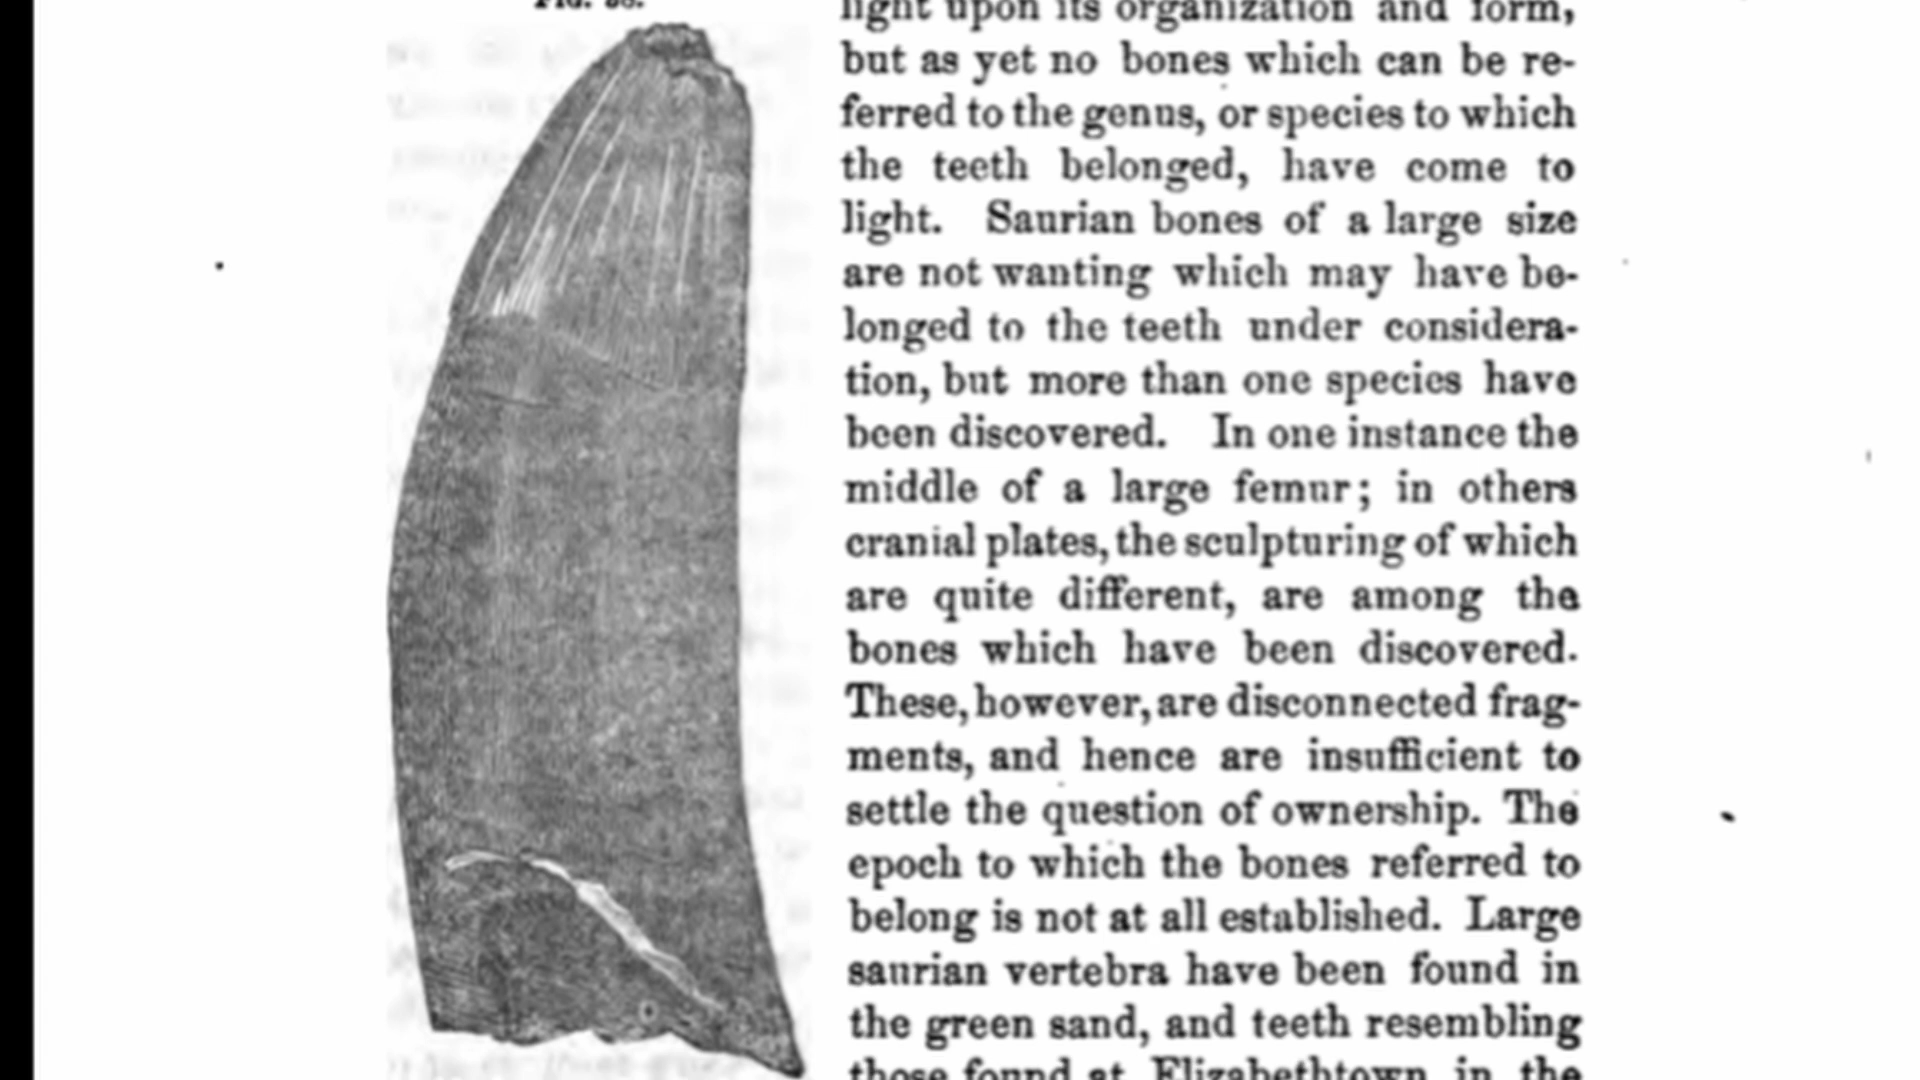 light upon its organization and form,
but as yet no bones which can be re-
ferred to the genus, or species to which
the teeth belonged, have come to
light. Saurian bones of a large size
are not wanting which may have be-
longed to the teeth under considera-
tion, but more than one species have
been discovered. In one instance the
middle of a large femur; in others
cranial plates, the sculpturing of which
are quite different, are among the
bones which have been discovered.
These, however, are disconnected frag-
ments, and hence are insufficient to
settle the question of ownership. The
epoch to which the bones referred to
belong is not at all established. Large
saurian vertebra have been found in
the green sand, and teeth resembling
those found at Elizabethtown in the